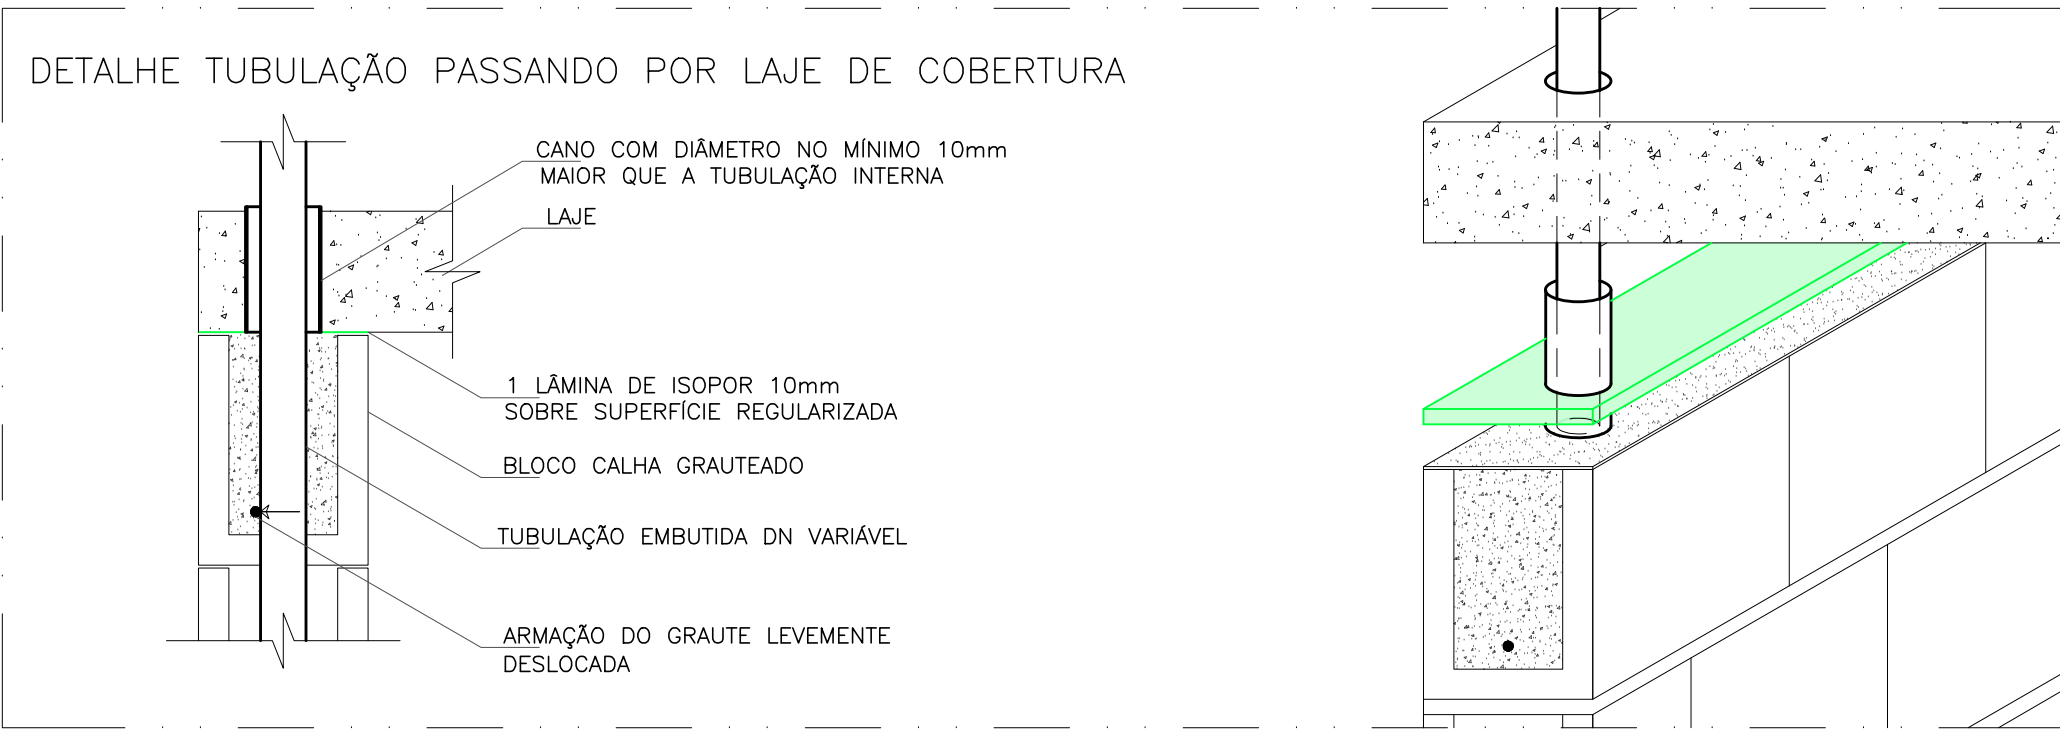 DETALHE TUBULAÇÃO PASSANDO POR LAJE DE COBERTURA
CANO COM DIÂMETRO NO MÍNIMO 10mm
MAIOR QUE A TUBULAÇÃO INTERNA
LAJE
1 LÂMINA DE ISOPOR 10mm
SOBRE SUPERFÍCIE REGULARIZADA
BLOCO CALHA GRAUTEADO
TUBULAÇÃO EMBUTIDA DN VARIÁVEL
ARMAÇÃO DO GRAUTE LEVEMENTE
DESLOCADA